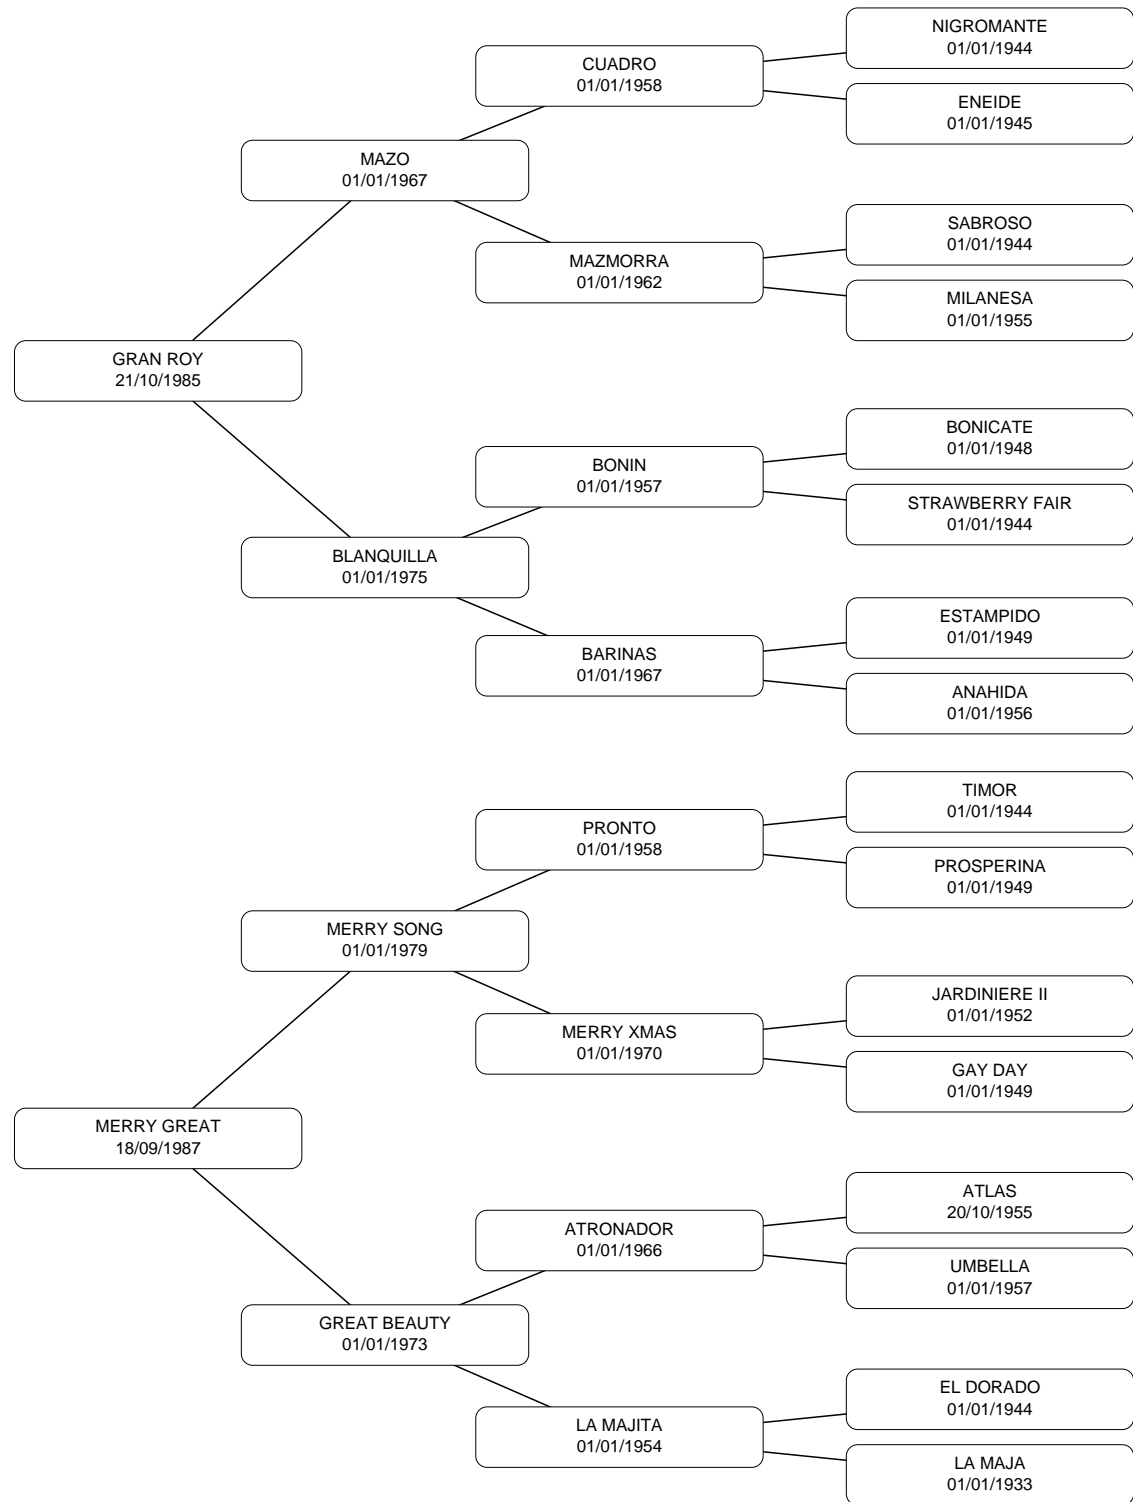 NIGROMANTE
01/01/1944
CUADRO
01/01/1958
ENEIDE
01/01/1945
MAZO
01/01/1967
SABROSO
01/01/1944
MAZMORRA
01/01/1962
MILANESA
01/01/1955
GRAN ROY
21/10/1985
BONICATE
01/01/1948
BONIN
01/01/1957
STRAWBERRY FAIR
01/01/1944
BLANQUILLA
01/01/1975
ESTAMPIDO
01/01/1949
BARINAS
01/01/1967
ANAHIDA
01/01/1956
TIMOR
01/01/1944
PRONTO
01/01/1958
PROSPERINA
01/01/1949
MERRY SONG
01/01/1979
JARDINIERE II
01/01/1952
MERRY XMAS
01/01/1970
GAY DAY
01/01/1949
MERRY GREAT
18/09/1987
ATLAS
20/10/1955
ATRONADOR
01/01/1966
UMBELLA
01/01/1957
GREAT BEAUTY
01/01/1973
EL DORADO
01/01/1944
LA MAJITA
01/01/1954
LA MAJA
01/01/1933